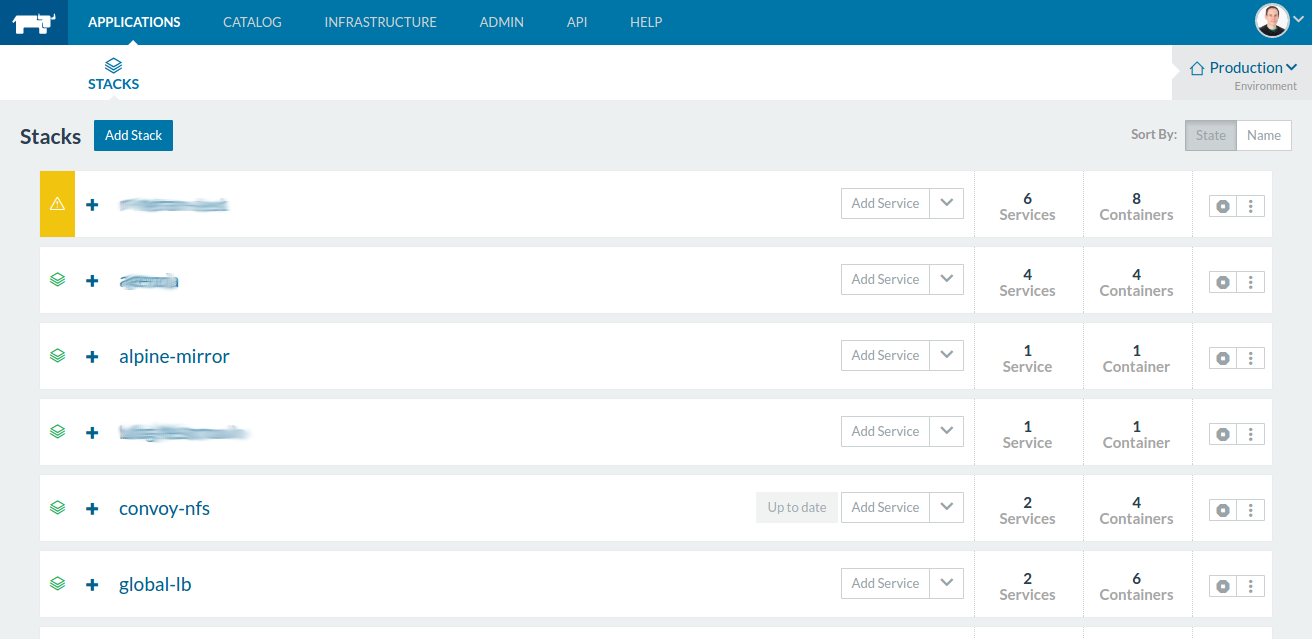 APPLICATIONS CATALOG INFRASTRUCTURE ADMIN API HELP
STACKS
Production
Environment
Stacks Add Stack Sort By: State Name
Add Service 6 Services 8 Containers
Add Service 4 Services 4 Containers
alpine-mirror Add Service 1 Service 1 Container
Add Service 1 Service 1 Container
convoy-nfs Up to date Add Service 2 Services 4 Containers
global-lb Add Service 2 Services 6 Containers